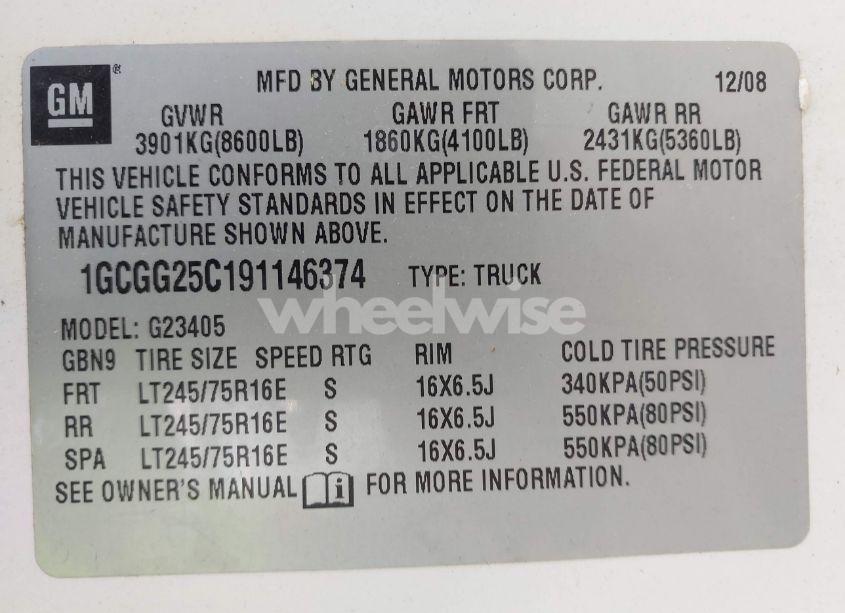 GM®
MFD BY GENERAL MOTORS CORP. 12/08
GVWR GAWR FRT GAWR RR
3901KG(8600LB) 1860KG(4100LB) 2431KG(5360LB)
THIS VEHICLE CONFORMS TO ALL APPLICABLE U.S. FEDERAL MOTOR
VEHICLE SAFETY STANDARDS IN EFFECT ON THE DATE OF
MANUFACTURE SHOWN ABOVE.
1GCGG25C191146374 TYPE: TRUCK
wheelwise
MODEL: G23405
GBN9 TIRE SIZE SPEED RTG RIM COLD TIRE PRESSURE
FRT LT245/75R16E S 16X6.5J 340KPA(50PSI)
RR LT245/75R16E S 16X6.5J 550KPA(80PSI)
SPA LT245/75R16E S 16X6.5J 550KPA(80PSI)
SEE OWNER'S MANUAL i FOR MORE INFORMATION.